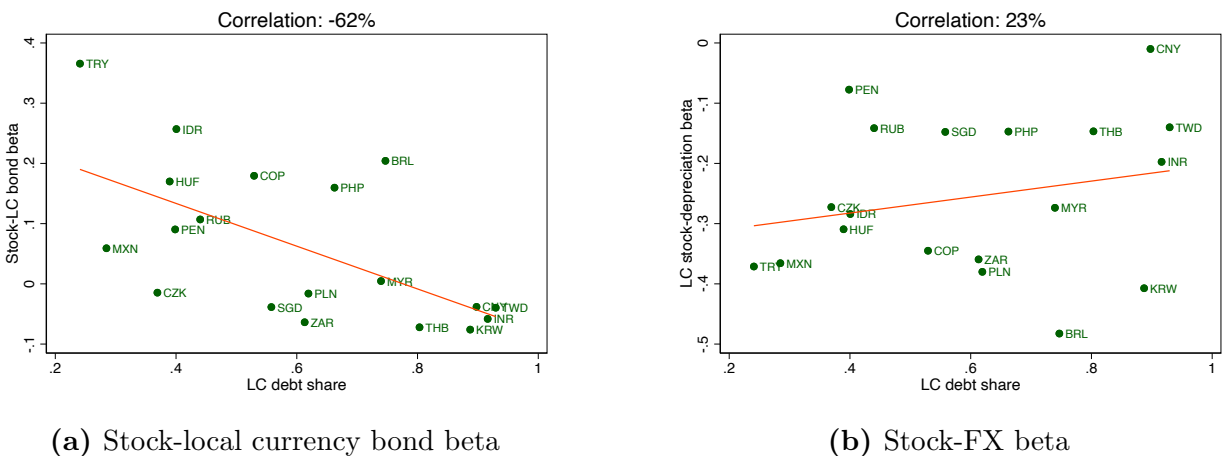 Correlation: -62%
Stock-LC bond beta
.4
.3
.2
.1
0
-.1
TRY
IDR
HUF
COP
BRL
PHP
RUB
PEN
MXN
CZK
MYR
PLN
SGD
ZAR
CNY
TWD
INR
THB
KRW
.2 .4 .6 .8 1
LC debt share
(a) Stock-local currency bond beta
Correlation: 23%
LC stock-depreciation beta
0
-.1
-.2
-.3
-.4
-.5
CNY
PEN
RUB
SGD
PHP
THB
TWD
INR
CZK
IDR
MYR
HUF
COP
ZAR
TRY
MXN
PLN
KRW
BRL
.2 .4 .6 .8 1
LC debt share
(b) Stock-FX beta